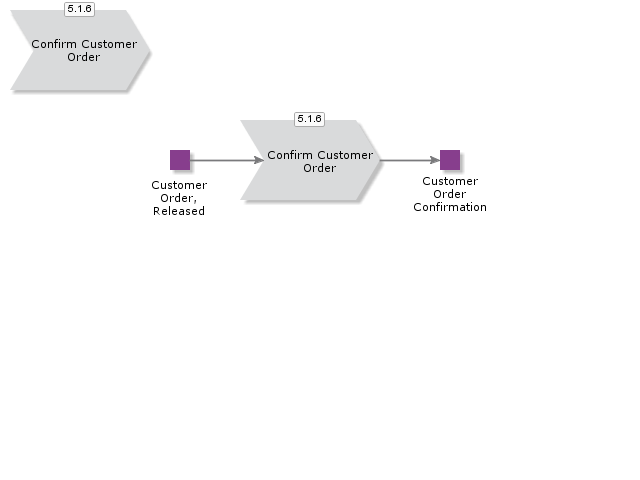 5.1.6
Confirm Customer
Order
5.1.6
Confirm Customer
Order
Customer
Order,
Released
Customer
Order
Confirmation